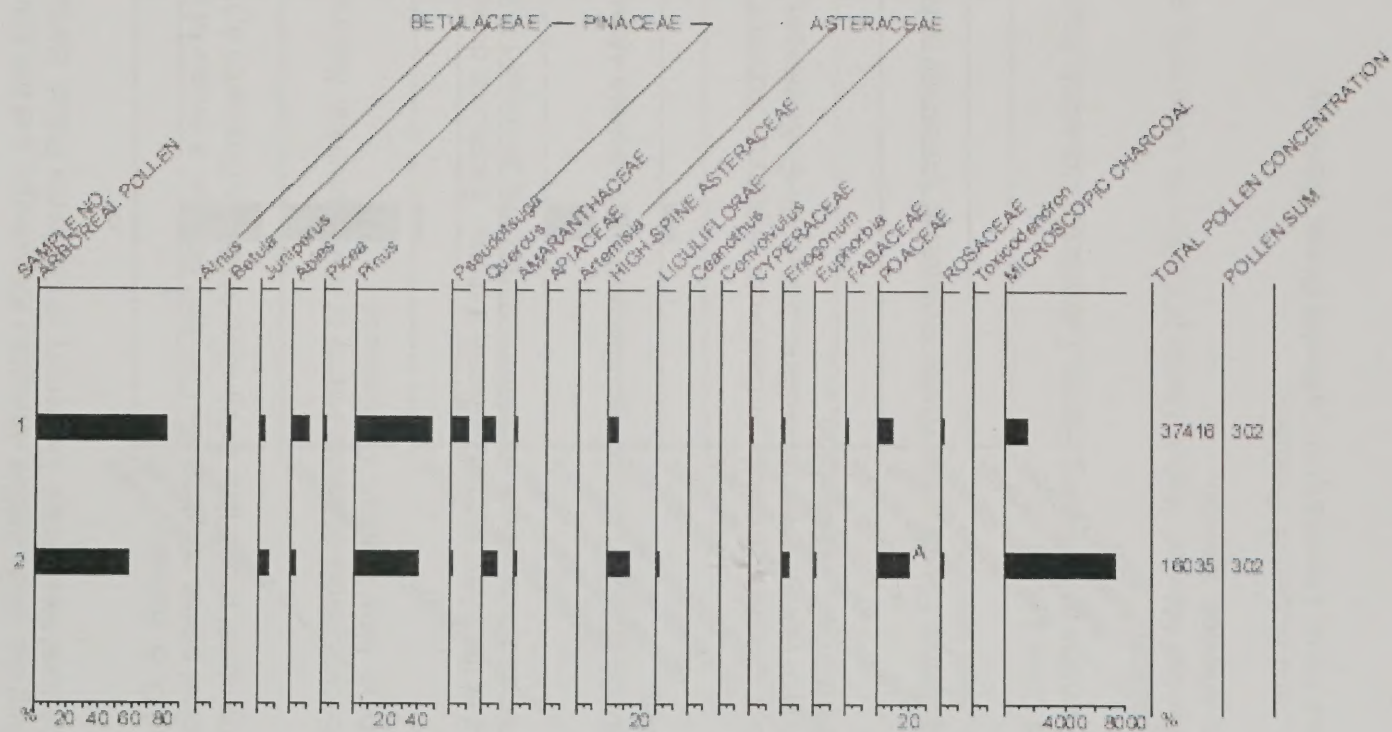 BETULACEAE PINACEAE ASTERACEAE
SAMPLE NO
ARBOREAL POLLEN
Alnus
Betula
Juniporus
Abies
Picea
Pinus
Pseudotsuga
Quercus
AMARANTHACEAE
APIACEAE
Artemisia
HIGH-SPINE ASTERACEAE
LIGULIFLORAE
Ceanothus
Convolvulus
CYPERACEAE
Eriogonum
Euphorbia
FABACEAE
POACEAE
ROSACEAE
Toxicodendron
MICROSCOPIC CHARCOAL
TOTAL POLLEN CONCENTRATION
POLLEN SUM
1 37416 302
2 A 16035 302
% 20 40 60 80 20 40 20 20 4000 8000 %